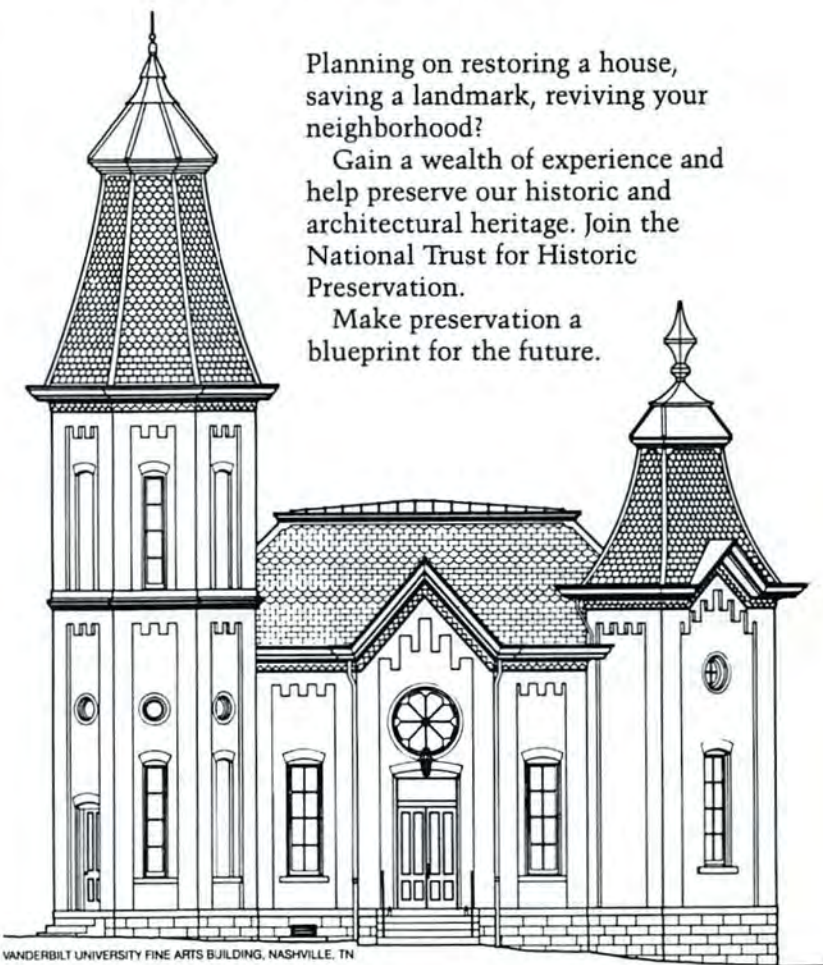 Planning on restoring a house,
saving a landmark, reviving your
neighborhood?
Gain a wealth of experience and
help preserve our historic and
architectural heritage. Join the
National Trust for Historic
Preservation.
Make preservation a
blueprint for the future.
VANDERBILT UNIVERSITY FINE ARTS BUILDING, NASHVILLE, TN